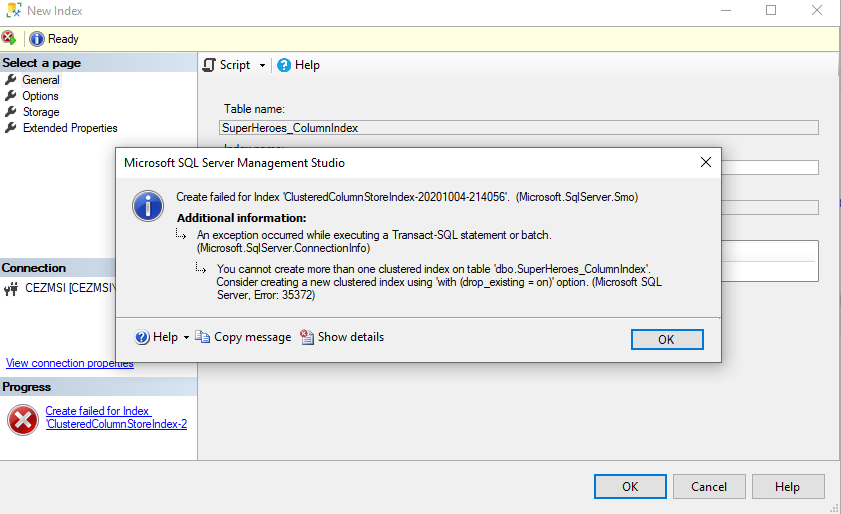 New Index
Ready
Select a page
General
Options
Storage
Extended Properties
Script
Help
Table name:
SuperHeroes_ColumnIndex
Microsoft SQL Server Management Studio
Create failed for Index 'ClusteredColumnStoreIndex-20201004-214056'. (Microsoft.SqlServer.Smo)
Additional information:
An exception occurred while executing a Transact-SQL statement or batch.
(Microsoft.SqlServer.ConnectionInfo)
You cannot create more than one clustered index on table 'dbo.SuperHeroes_ColumnIndex'.
Consider creating a new clustered index using 'with (drop_existing = on)' option. (Microsoft SQL
Server, Error: 35372)
Help
Copy message
Show details
OK
Connection
CEZMSI [CEZMSI\
View connection properties
Progress
Create failed for Index
'ClusteredColumnStoreIndex-2
OK
Cancel
Help